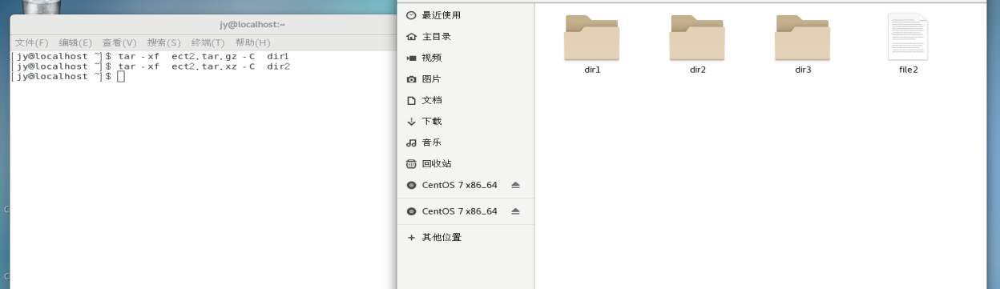 jy@localhost:~
文件(F) 编辑(E) 查看(V) 搜索(S) 终端(T) 帮助(H)
[jy@localhost ~]$ tar -xf ect2.tar.gz -C dir1
[jy@localhost ~]$ tar -xf ect2.tar.xz -C dir2
[jy@localhost ~]$
最近使用
主目录
视频
图片
文档
下载
音乐
回收站
CentOS 7 x86_64
CentOS 7 x86_64
其他位置
dir1 dir2 dir3 file2